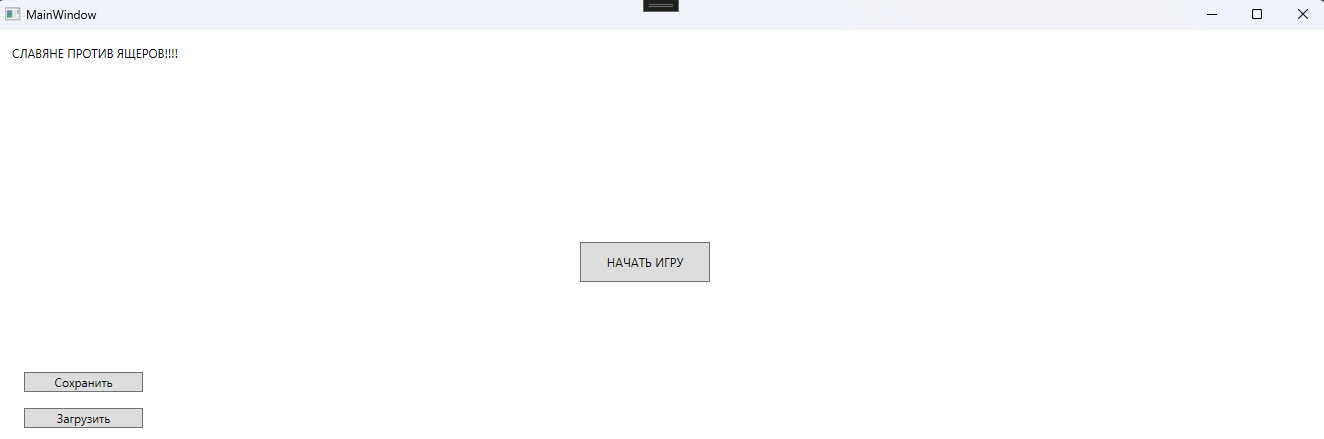 MainWindow
СЛАВЯНЕ ПРОТИВ ЯЩЕРОВ!!!!
НАЧАТЬ ИГРУ
Сохранить
Загрузить